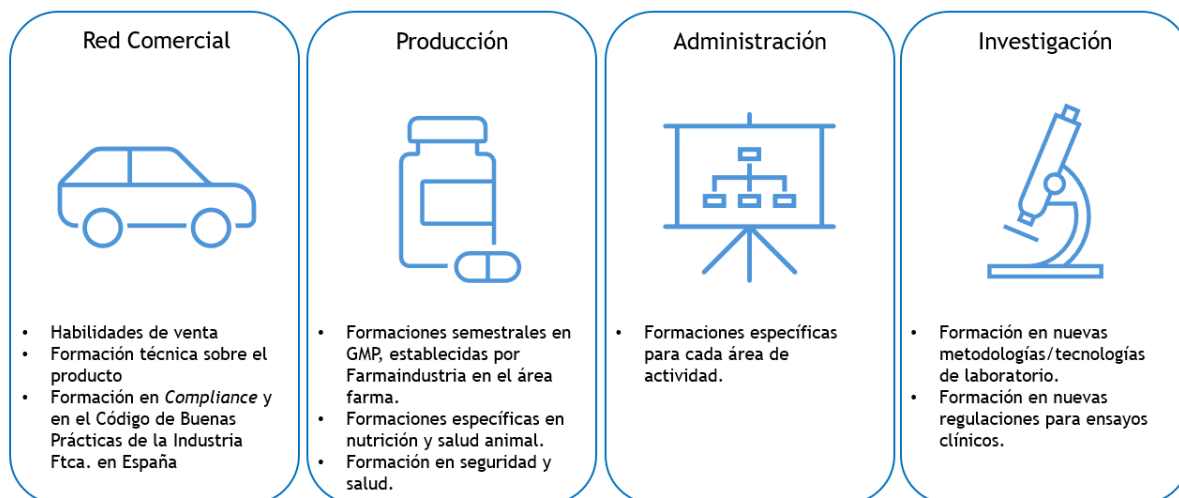 Red Comercial
• Habilidades de venta
• Formación técnica sobre el
producto
• Formación en Compliance y
en el Código de Buenas
Prácticas de la Industria
Ftca. en España
Producción
• Formaciones semestrales en
GMP, establecidas por
Farmaindustria en el área
farma.
• Formaciones específicas en
nutrición y salud animal.
• Formación en seguridad y
salud.
Administración
• Formaciones específicas
para cada área de
actividad.
Investigación
• Formación en nuevas
metodologías/tecnologías
de laboratorio.
• Formación en nuevas
regulaciones para ensayos
clínicos.